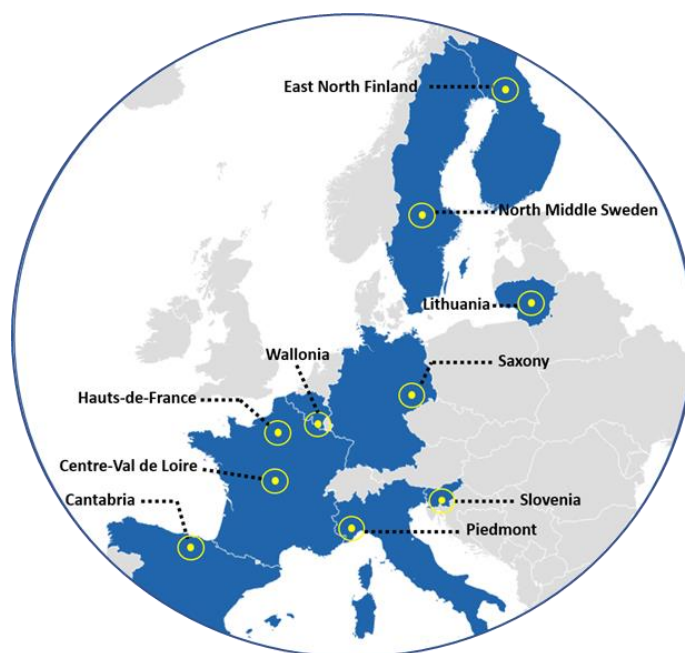 East North Finland
North Middle Sweden
Lithuania
Wallonia
Saxony
Hauts-de-France
Centre-Val de Loire
Cantabria
Slovenia
Piedmont